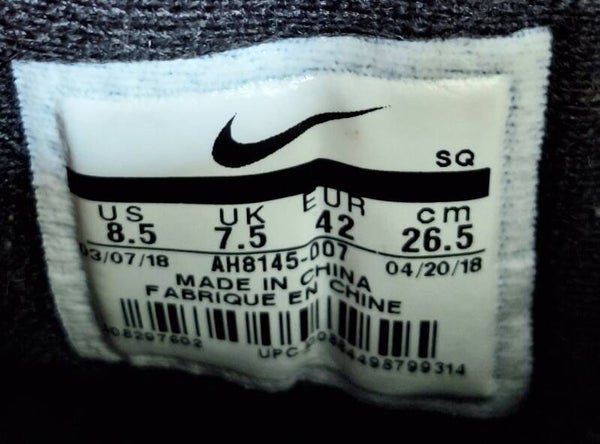 SQ
US UK EUR cm
8.5 7.5 42 26.5
03/07/18 AH8145-007 04/20/18
MADE IN CHINA
FABRIQUE EN CHINE
UPC